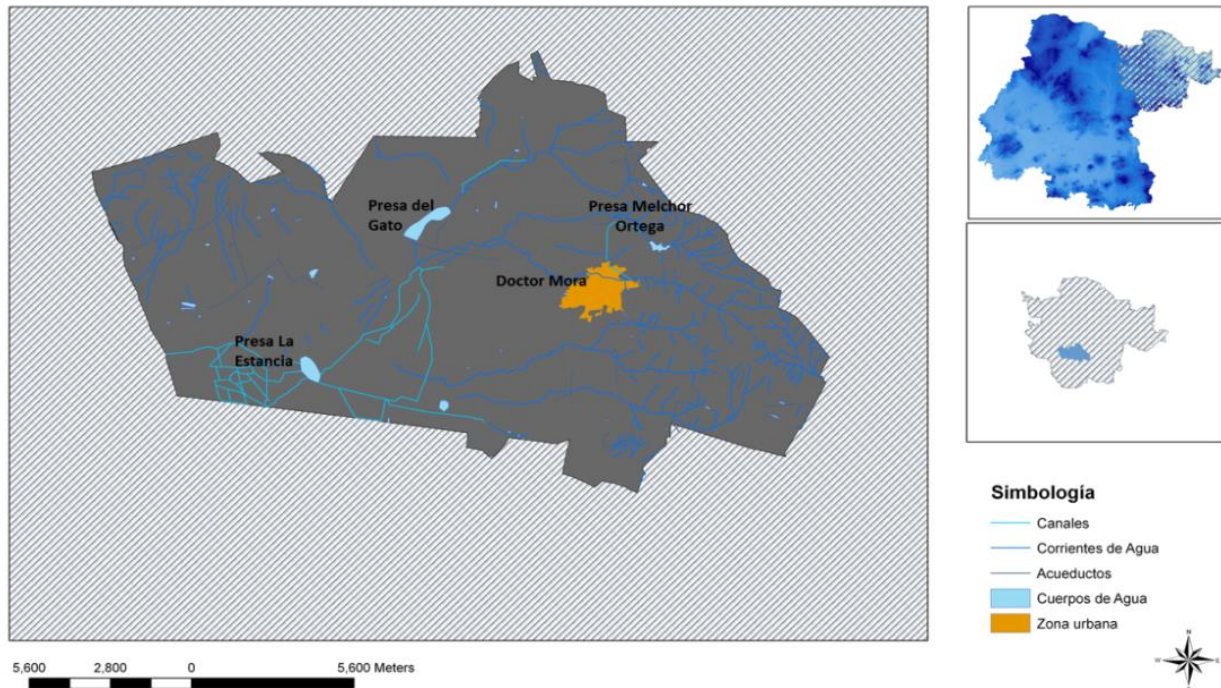 Presa del
Gato
Presa Melchor
Ortega
Doctor Mora
Presa La
Estancia
Simbología
Canales
Corrientes de Agua
Acueductos
Cuerpos de Agua
Zona urbana
5,600 2,800 0 5,600 Meters
N
W E
S